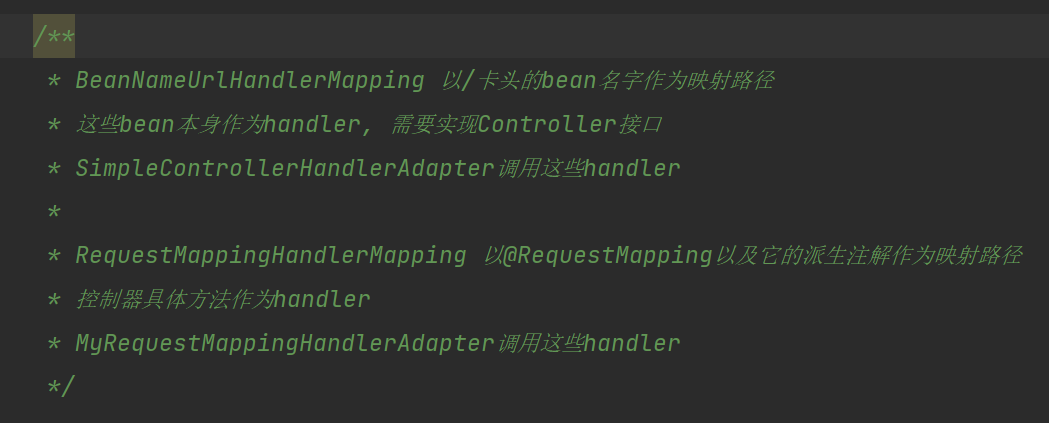 /**
* BeanNameUrlHandlerMapping 以/卡头的bean名字作为映射路径
* 这些bean本身作为handler, 需要实现Controller接口
* SimpleControllerHandlerAdapter调用这些handler
*
* RequestMappingHandlerMapping 以@RequestMapping以及它的派生注解作为映射路径
* 控制器具体方法作为handler
* MyRequestMappingHandlerAdapter调用这些handler
*/